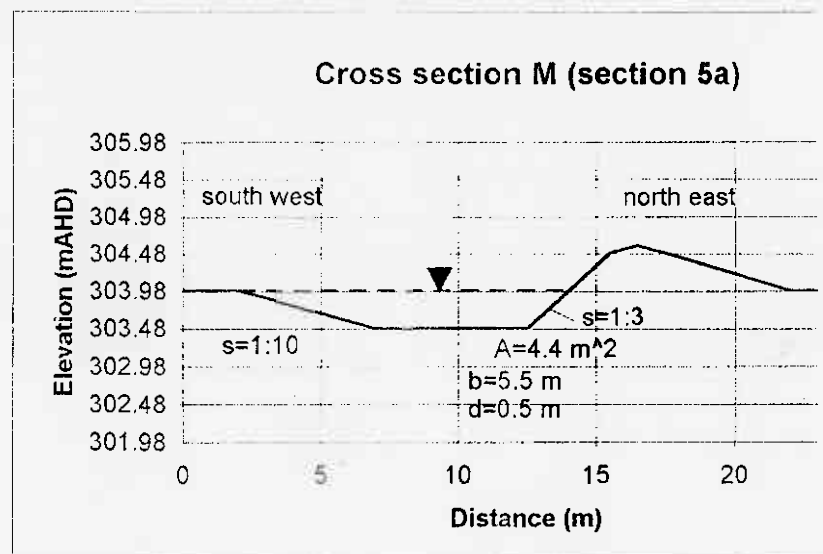 Cross section M (section 5a)
Elevation (mAHD)
305.98
305.48
304.98
304.48
303.98
303.48
302.98
302.48
301.98
south west
north east
s=1:10
s=1:3
A=4.4 m^2
b=5.5 m
d=0.5 m
0 5 10 15 20
Distance (m)